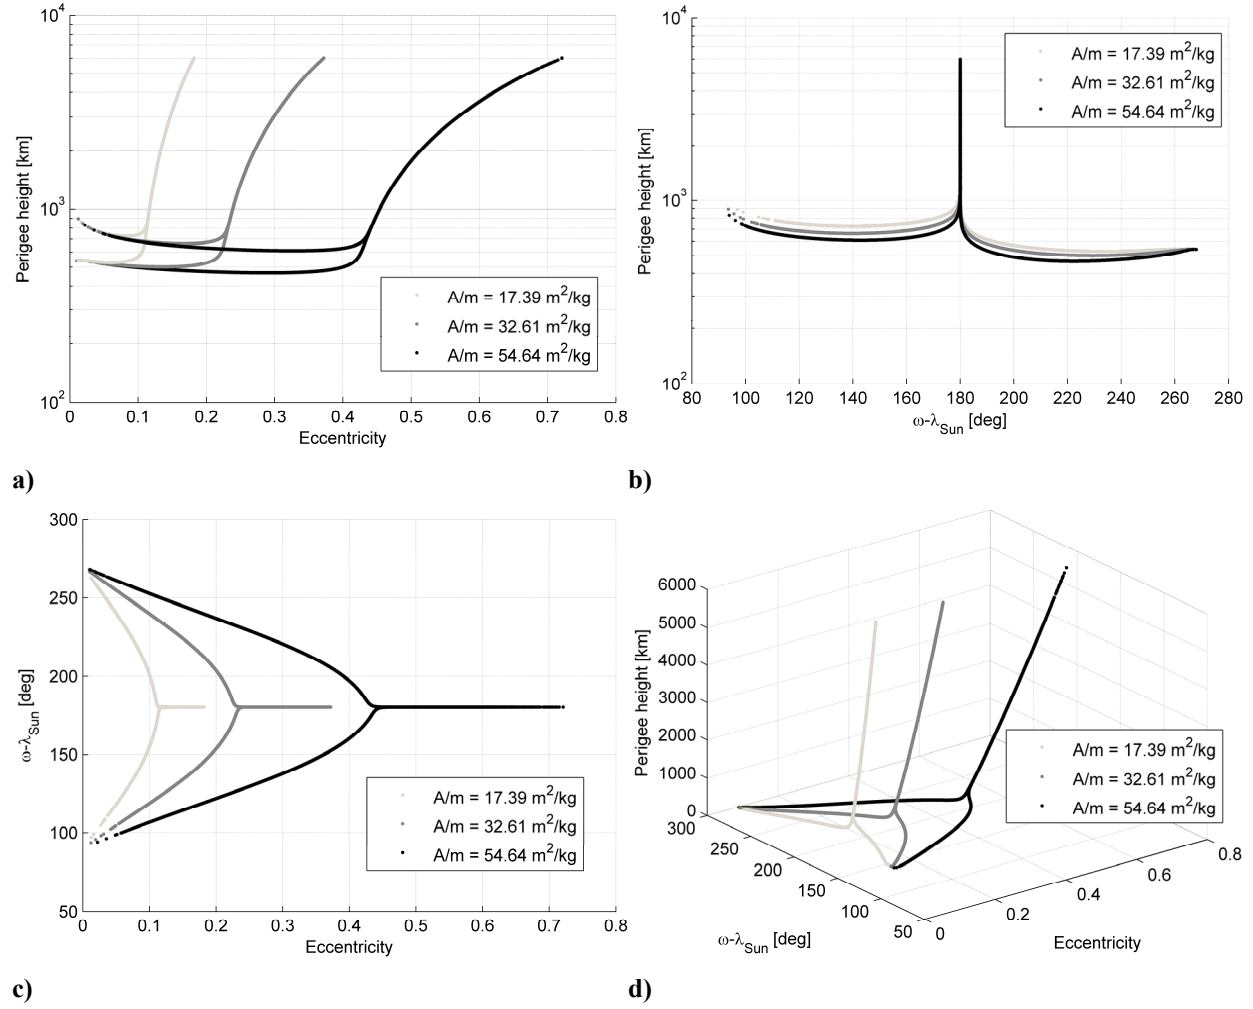 10^4
10^3
10^2
Perigee height [km]
0 0.1 0.2 0.3 0.4 0.5 0.6 0.7 0.8
Eccentricity
A/m = 17.39 m^2/kg
A/m = 32.61 m^2/kg
A/m = 54.64 m^2/kg
a)
10^4
10^3
10^2
Perigee height [km]
80 100 120 140 160 180 200 220 240 260 280
ω-λ_Sun [deg]
A/m = 17.39 m^2/kg
A/m = 32.61 m^2/kg
A/m = 54.64 m^2/kg
b)
300
250
200
150
100
50
ω-λ_Sun [deg]
0 0.1 0.2 0.3 0.4 0.5 0.6 0.7 0.8
Eccentricity
A/m = 17.39 m^2/kg
A/m = 32.61 m^2/kg
A/m = 54.64 m^2/kg
c)
6000
5000
4000
3000
2000
1000
0
Perigee height [km]
300 250 200 150 100 50
ω-λ_Sun [deg]
0 0.2 0.4 0.6 0.8
Eccentricity
A/m = 17.39 m^2/kg
A/m = 32.61 m^2/kg
A/m = 54.64 m^2/kg
d)